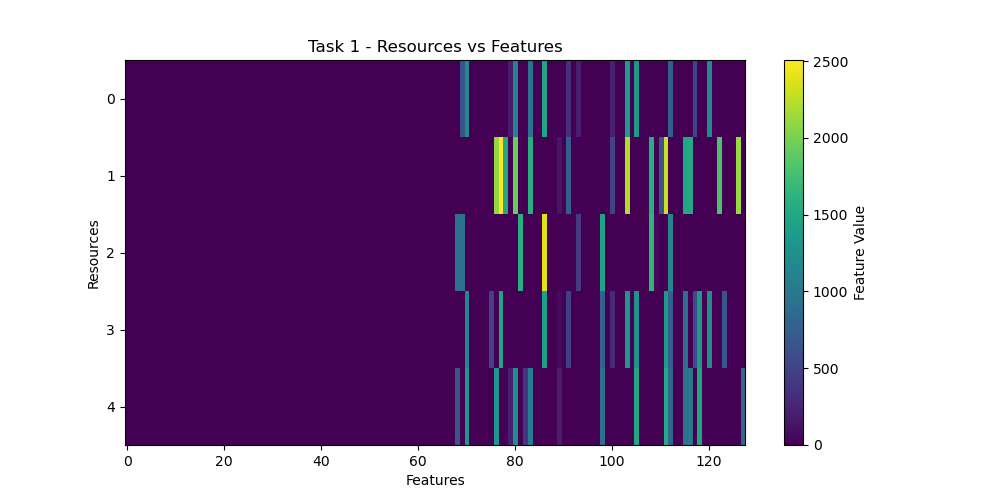 Task 1 - Resources vs Features
Resources
0
1
2
3
4
0 20 40 60 80 100 120
Features
2500
2000
1500
1000
500
0
Feature Value